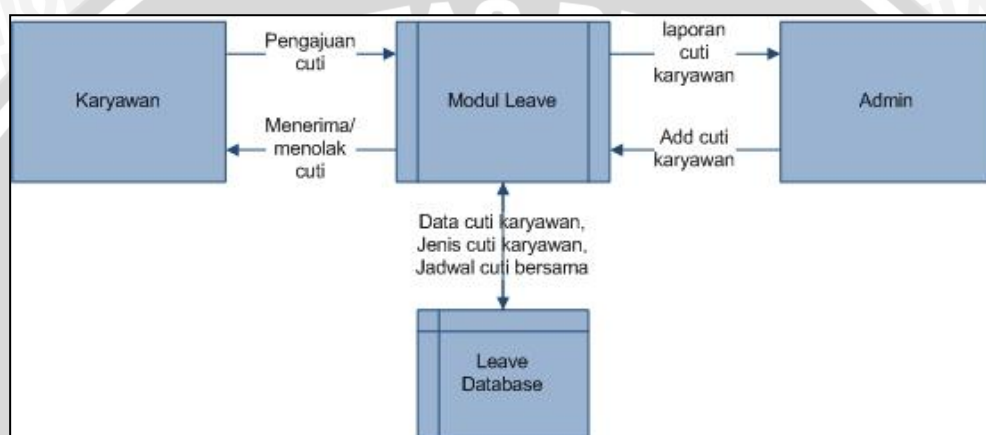 Karyawan
Pengajuan
cuti
Menerima/
menolak
cuti
Modul Leave
laporan
cuti
karyawan
Add cuti
karyawan
Admin
Data cuti karyawan,
Jenis cuti karyawan,
Jadwal cuti bersama
Leave
Database